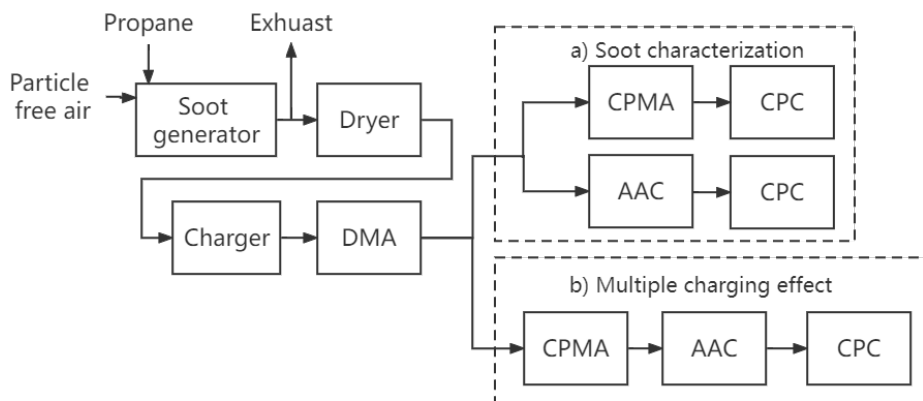 Propane
Exhuast
Particle
free air
Soot
generator
Dryer
Charger
DMA
a) Soot characterization
CPMA
CPC
AAC
CPC
b) Multiple charging effect
CPMA
AAC
CPC